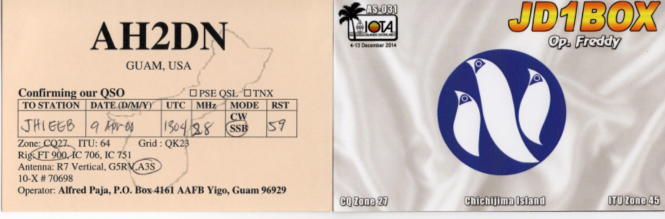 AH2DN
GUAM, USA
Confirming our QSO □ PSE QSL □ TNX
TO STATION DATE (D/M/Y) UTC MHz MODE RST
JH1EEB 9 Apr-00 1304 28 CW SSB 59
Zone: CQ27 ITU: 64 Grid : QK23
Rig: FT 900, IC 706, IC 751
Antenna: R7 Vertical, G5RV, A3S
10-X # 70698
Operator: Alfred Paja, P.O. Box 4161 AAFB Yigo, Guam 96929
AS-031
IOTA
4-13 December 2014
JD1BOX
Op. Freddy
CQ Zone 27 Chichijima Island ITU Zone 45